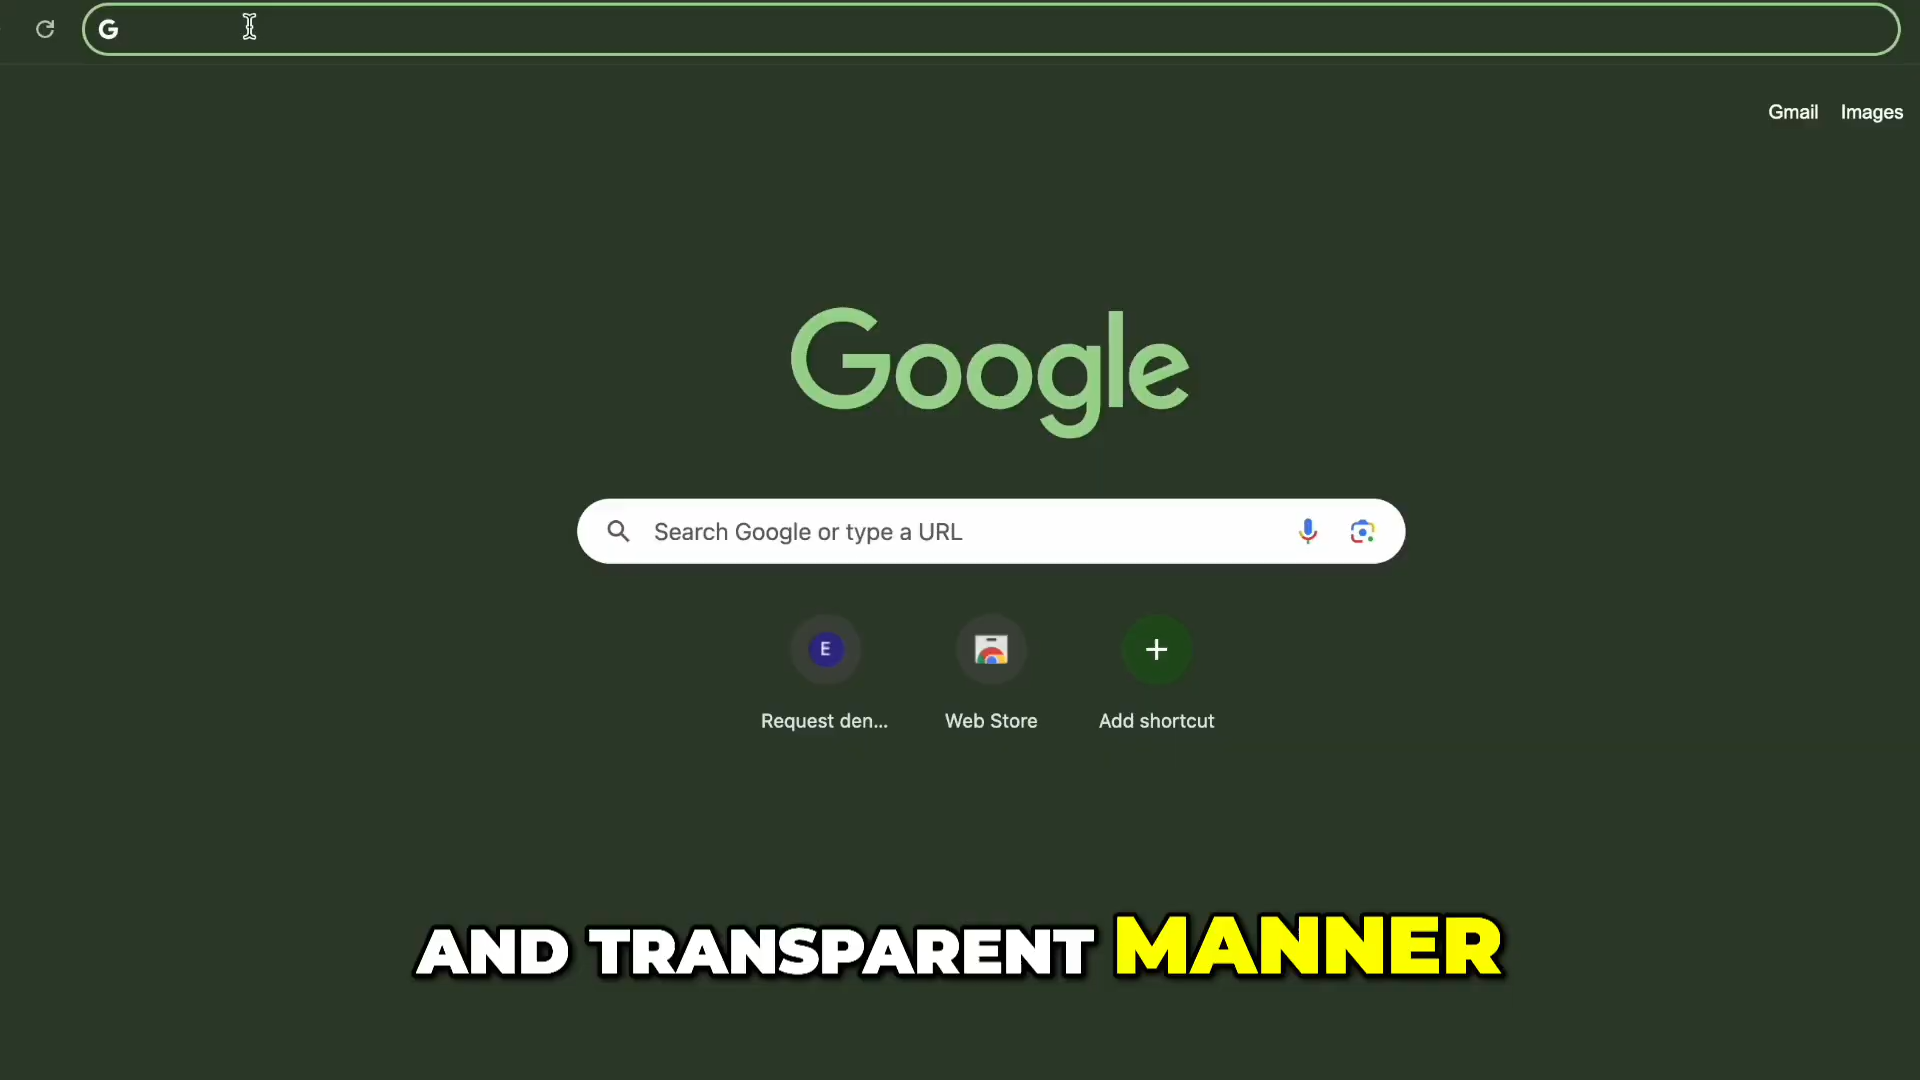 Gmail Images
Google
Search Google or type a URL
E
Request den...
Web Store
Add shortcut
AND TRANSPARENT MANNER